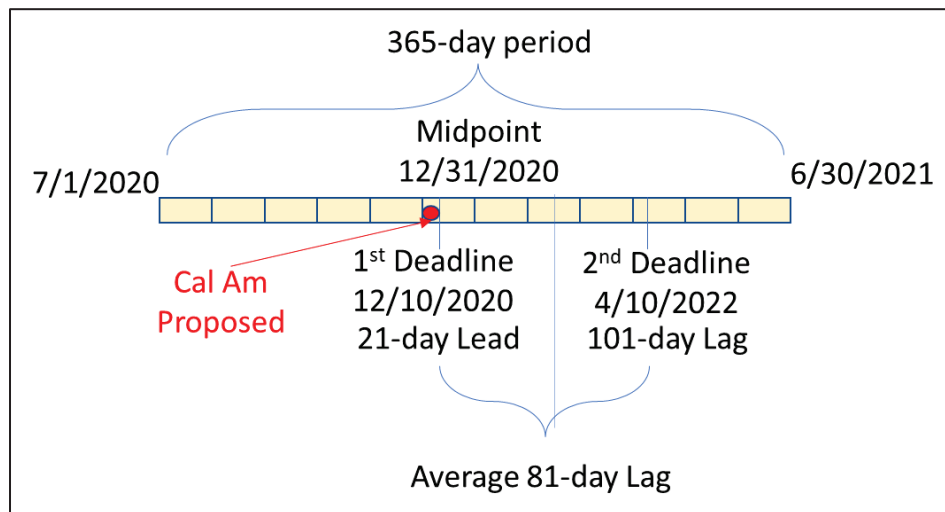 365-day period
Midpoint
12/31/2020
7/1/2020
6/30/2021
Cal Am
Proposed
1st Deadline
12/10/2020
21-day Lead
2nd Deadline
4/10/2022
101-day Lag
Average 81-day Lag